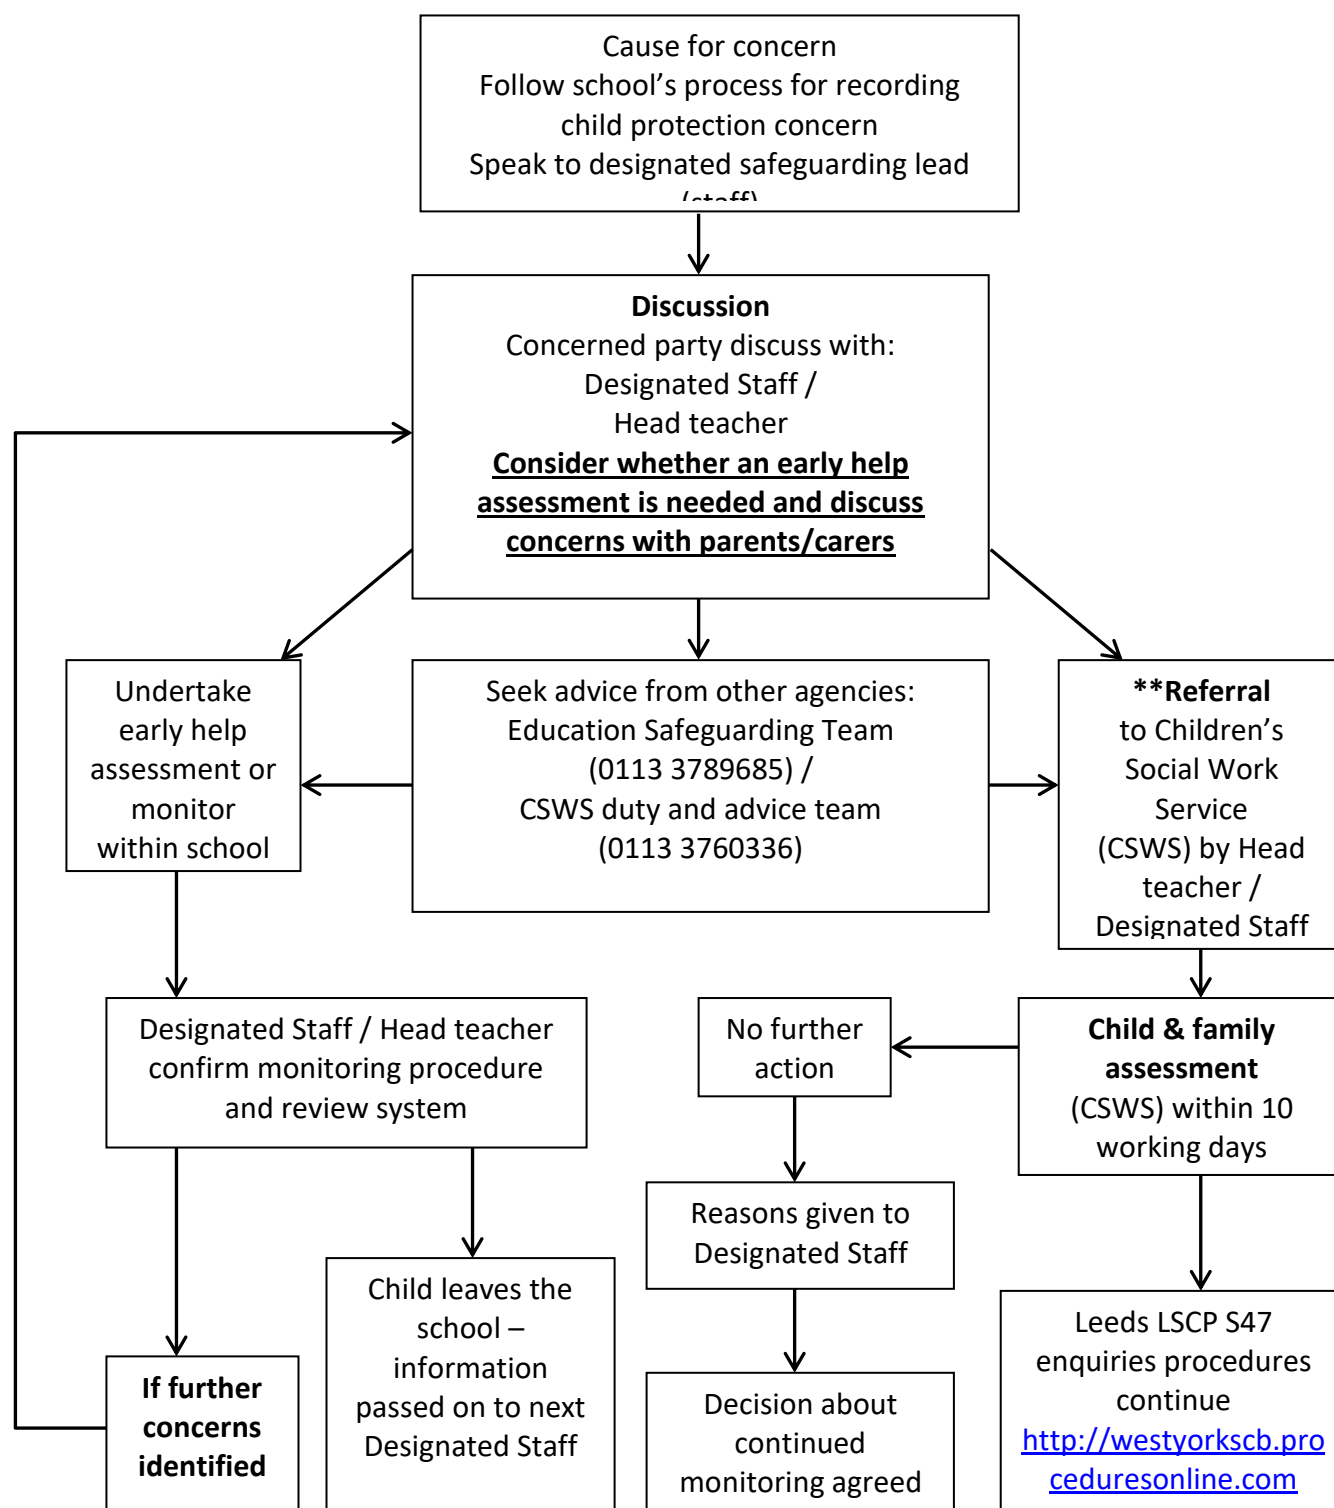 Cause for concern
Follow school’s process for recording
child protection concern
Speak to designated safeguarding lead
(staff)
Discussion
Concerned party discuss with:
Designated Staff /
Head teacher
Consider whether an early help
assessment is needed and discuss
concerns with parents/carers
Undertake
early help
assessment or
monitor
within school
Seek advice from other agencies:
Education Safeguarding Team
(0113 3789685) /
CSWS duty and advice team
(0113 3760336)
**Referral
to Children’s
Social Work
Service
(CSWS) by Head
teacher /
Designated Staff
Designated Staff / Head teacher
confirm monitoring procedure
and review system
No further
action
Child & family
assessment
(CSWS) within 10
working days
Reasons given to
Designated Staff
Child leaves the
school –
information
passed on to next
Designated Staff
If further
concerns
identified
Decision about
continued
monitoring agreed
Leeds LSCP S47
enquiries procedures
continue
http://westyorkscb.pro
ceduresonline.com